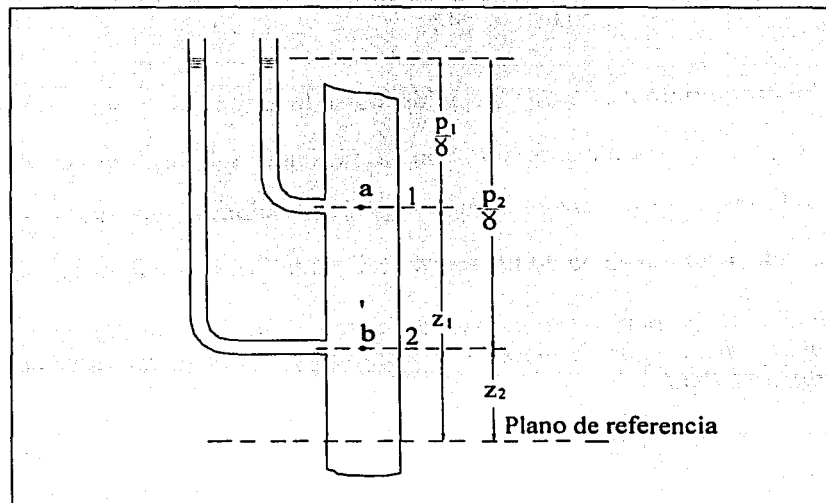 p₁
ɣ
a 1
p₂
ɣ
z₁
b 2
z₂
Plano de referencia